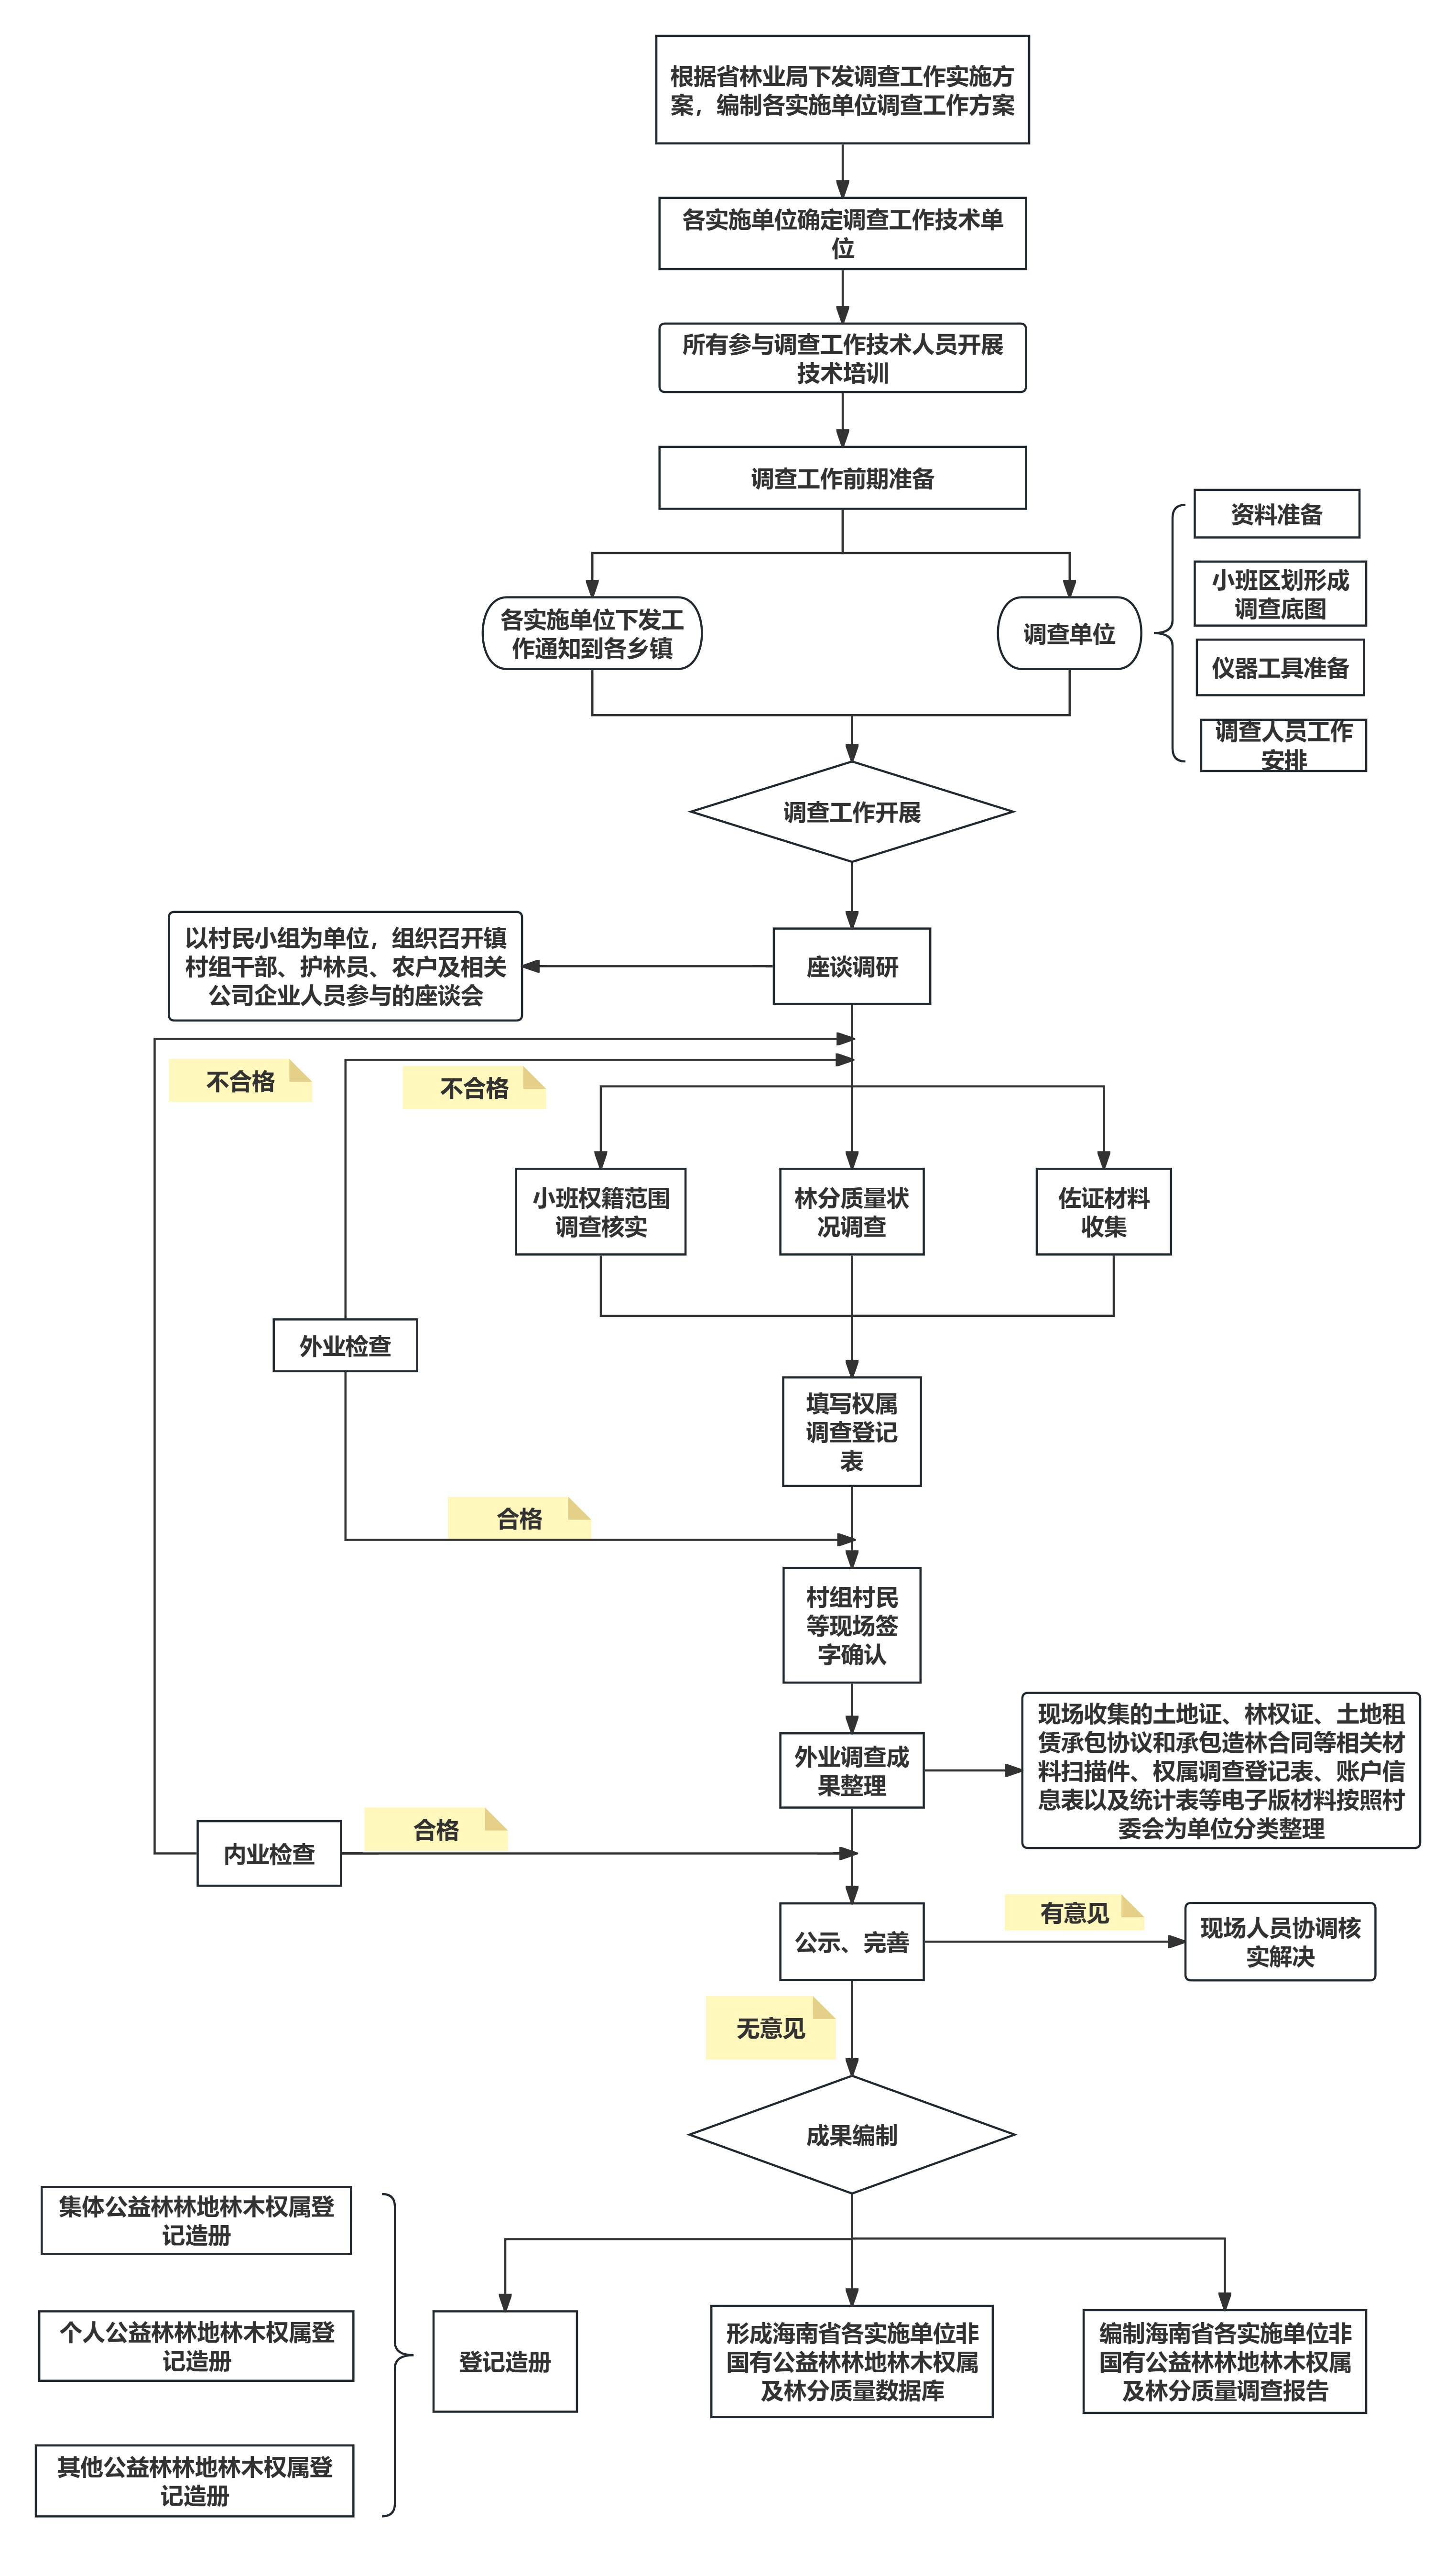 根据省林业局下发调查工作实施方
案，编制各实施单位调查工作方案
各实施单位确定调查工作技术单
位
所有参与调查工作技术人员开展
技术培训
调查工作前期准备
各实施单位下发工
作通知到各乡镇
调查单位
资料准备
小班区划形成
调查底图
仪器工具准备
调查人员工作
安排
调查工作开展
座谈调研
以村民小组为单位，组织召开镇
村组干部、护林员、农户及相关
公司企业人员参与的座谈会
不合格
不合格
小班权籍范围
调查核实
林分质量状
况调查
佐证材料
收集
外业检查
填写权属
调查登记
表
合格
村组村民
等现场签
字确认
外业调查成
果整理
现场收集的土地证、林权证、土地租
赁承包协议和承包造林合同等相关材
料扫描件、权属调查登记表、账户信
息表以及统计表等电子版材料按照村
委会为单位分类整理
内业检查
合格
公示、完善
有意见
现场人员协调核
实解决
无意见
成果编制
集体公益林林地林木权属登
记造册
个人公益林林地林木权属登
记造册
其他公益林林地林木权属登
记造册
登记造册
形成海南省各实施单位非
国有公益林林地林木权属
及林分质量数据库
编制海南省各实施单位非
国有公益林林地林木权属
及林分质量调查报告